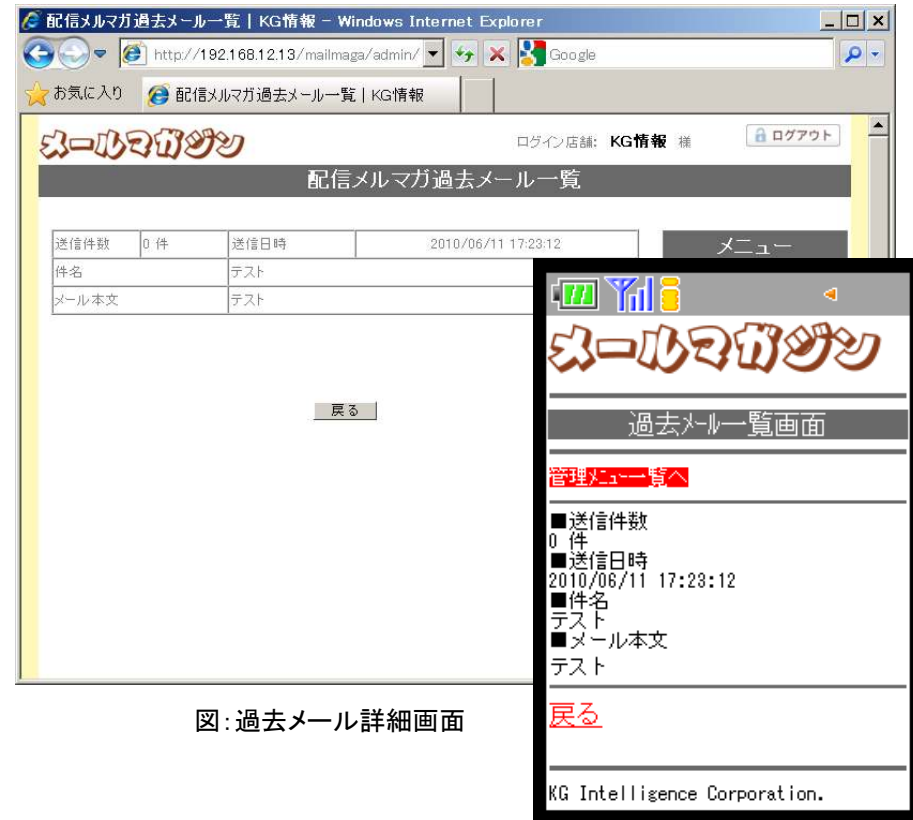 配信メルマガ過去メール一覧 | KG情報 - Windows Internet Explorer
http://192.168.12.13/mailmaga/admin/
Google
お気に入り
配信メルマガ過去メール一覧 | KG情報
メールマガジン
ログイン店舗: KG情報 様
ログアウト
配信メルマガ過去メール一覧
送信件数 0 件 送信日時 2010/06/11 17:23:12
件名 テスト
メール本文 テスト
メニュー
戻る
図:過去メール詳細画面
メールマガジン
過去メール一覧画面
管理メニュー一覧へ
■送信件数
0 件
■送信日時
2010/06/11 17:23:12
■件名
テスト
■メール本文
テスト
戻る
KG Intelligence Corporation.